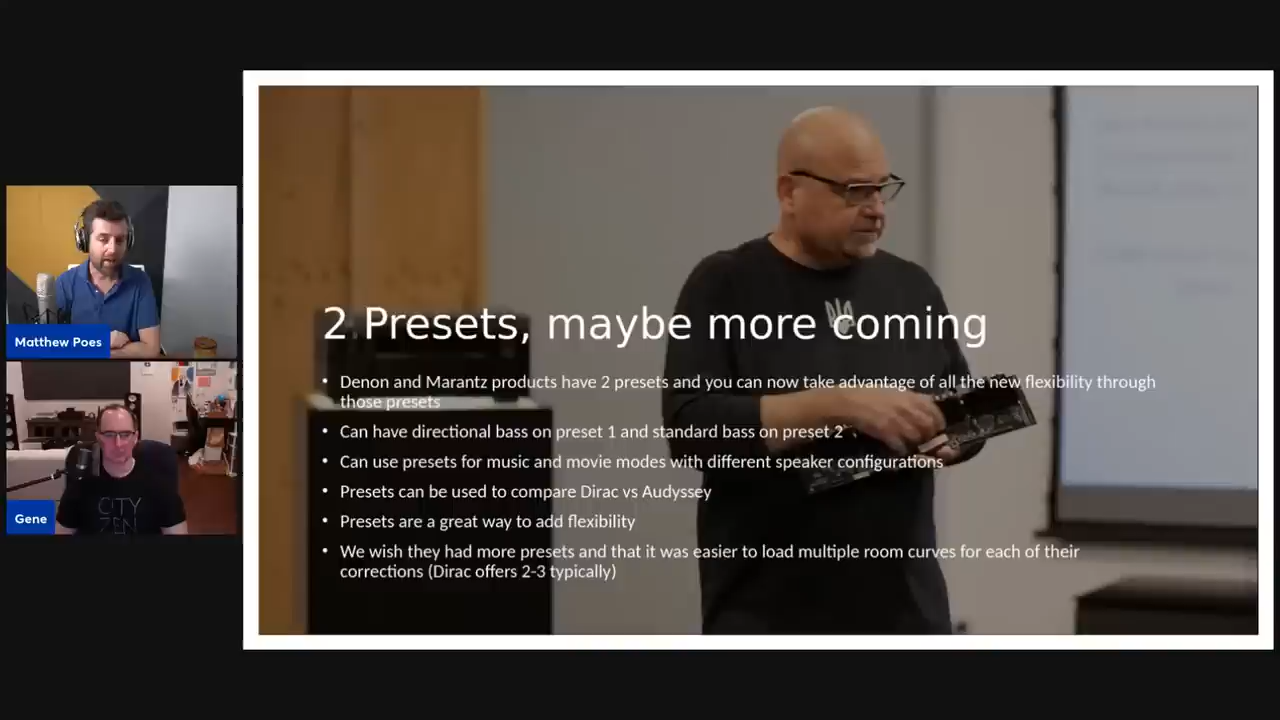 Matthew Poes
Gene
CITY
ZEN
2 Presets, maybe more coming
• Denon and Marantz products have 2 presets and you can now take advantage of all the new flexibility through
those presets
• Can have directional bass on preset 1 and standard bass on preset 2
• Can use presets for music and movie modes with different speaker configurations
• Presets can be used to compare Dirac vs Audyssey
• Presets are a great way to add flexibility
• We wish they had more presets and that it was easier to load multiple room curves for each of their
corrections (Dirac offers 2-3 typically)